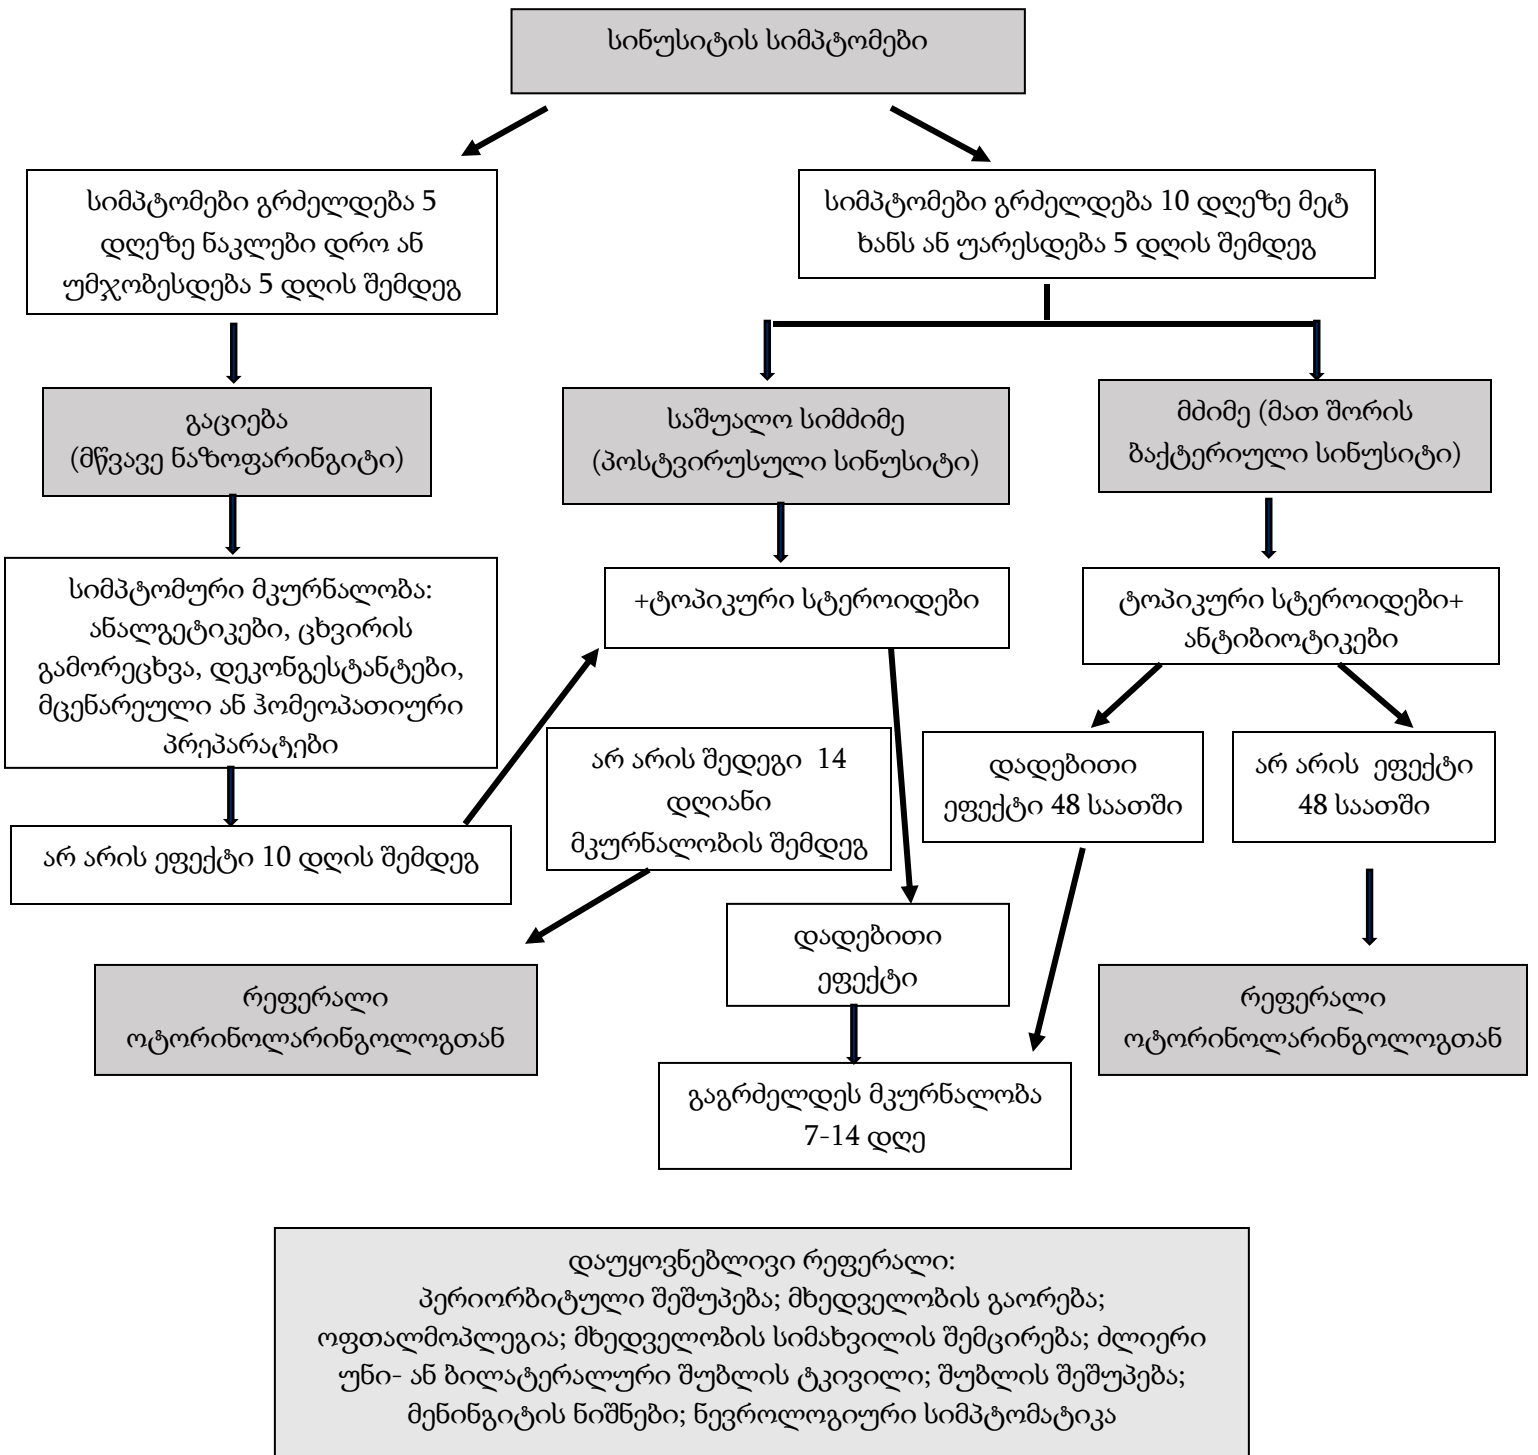 სინუსიტის სიმპტომები
სიმპტომები გრძელდება 5
დღეზე ნაკლები დრო ან
უმჯობესდება 5 დღის შემდეგ
სიმპტომები გრძელდება 10 დღეზე მეტ
ხანს ან უარესდება 5 დღის შემდეგ
გაციება
(მწვავე ნაზოფარინგიტი)
საშუალო სიმძიმე
(პოსტვირუსული სინუსიტი)
მძიმე (მათ შორის
ბაქტერიული სინუსიტი)
სიმპტომური მკურნალობა:
ანალგეტიკები, ცხვირის
გამორეცხვა, დეკონგესტანტები,
მცენარეული ან ჰომეოპათიური
პრეპარატები
+ტოპიკური სტეროიდები
ტოპიკური სტეროიდები+
ანტიბიოტიკები
არ არის შედეგი 14
დღიანი
მკურნალობის შემდეგ
დადებითი
ეფექტი 48 საათში
არ არის ეფექტი
48 საათში
არ არის ეფექტი 10 დღის შემდეგ
დადებითი
ეფექტი
რეფერალი
ოტორინოლარინგოლოგთან
რეფერალი
ოტორინოლარინგოლოგთან
გაგრძელდეს მკურნალობა
7-14 დღე
დაუყოვნებლივი რეფერალი:
პერიორბიტული შეშუპება; მხედველობის გაორება;
ოფთალმოპლეგია; მხედველობის სიმახვილის შემცირება; ძლიერი
უნი- ან ბილატერალური შუბლის ტკივილი; შუბლის შეშუპება;
მენინგიტის ნიშნები; ნევროლოგიური სიმპტომატიკა